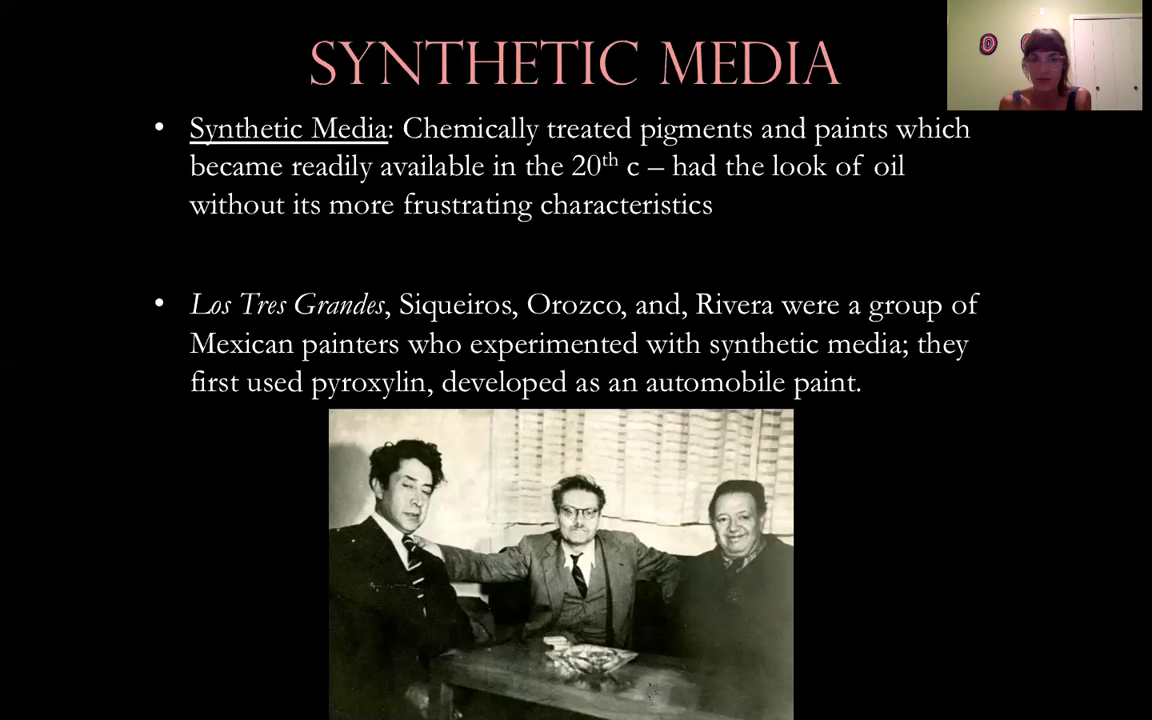 SYNTHETIC MEDIA
• Synthetic Media: Chemically treated pigments and paints which
became readily available in the 20th c – had the look of oil
without its more frustrating characteristics
• Los Tres Grandes, Siqueiros, Orozco, and, Rivera were a group of
Mexican painters who experimented with synthetic media; they
first used pyroxylin, developed as an automobile paint.